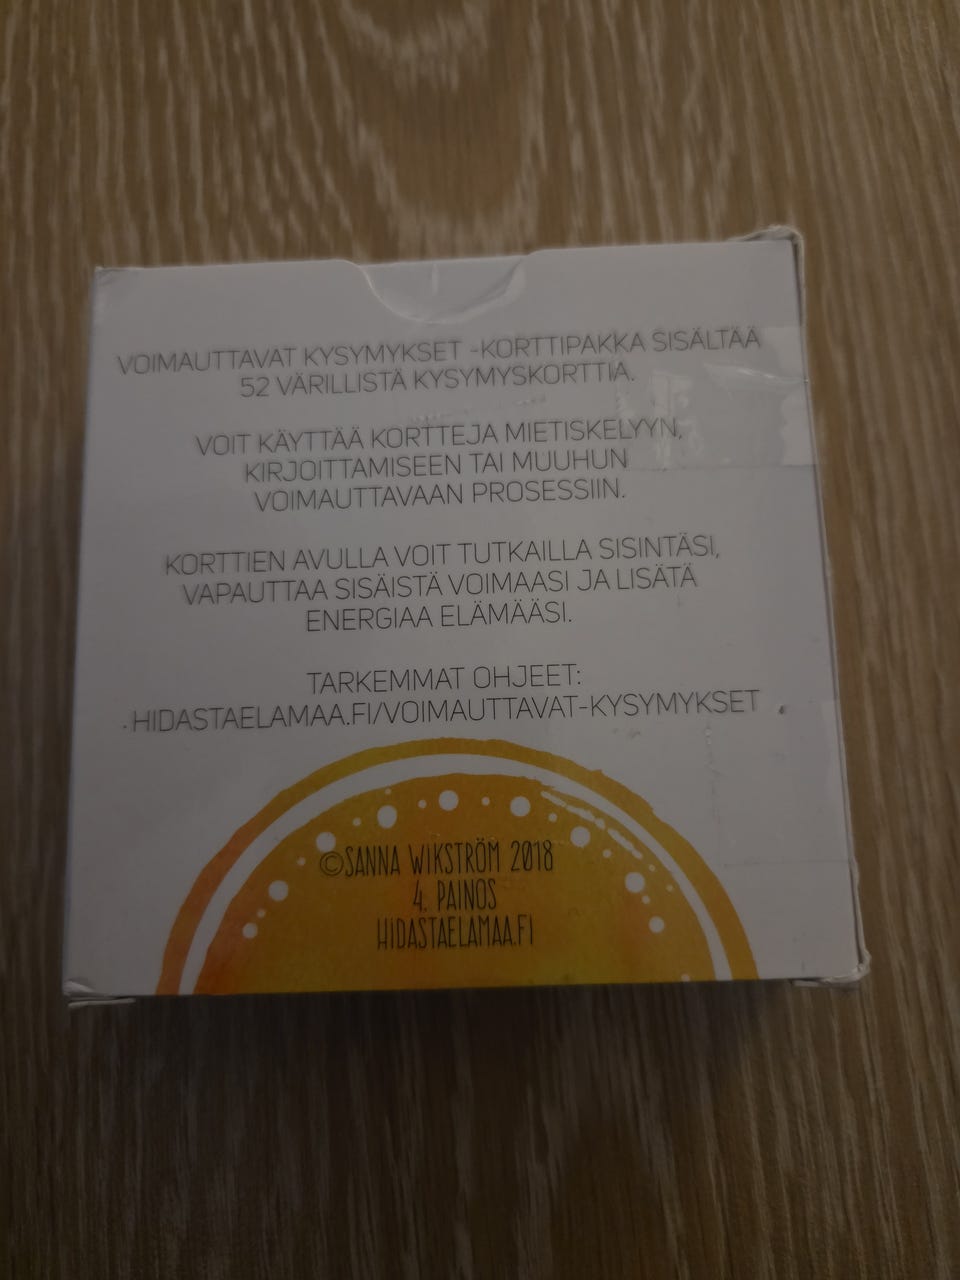 VOIMAUTTAVAT KYSYMYKSET -KORTTIPAKKA SISÄLTÄÄ
52 VÄRILLISTÄ KYSYMYSKORTTIA.
VOIT KÄYTTÄÄ KORTTEJA MIETISKELYYN,
KIRJOITTAMISEEN TAI MUUHUN
VOIMAUTTAVAAN PROSESSIIN.
KORTTIEN AVULLA VOIT TUTKAILLA SISINTÄSI,
VAPAUTTAA SISÄISTÄ VOIMAASI JA LISÄTÄ
ENERGIAA ELÄMÄÄSI.
TARKEMMAT OHJEET:
HIDASTAELAMAA.FI/VOIMAUTTAVAT-KYSYMYKSET
©SANNA WIKSTRÖM 2018
4. PAINOS
HIDASTAELAMAA.FI